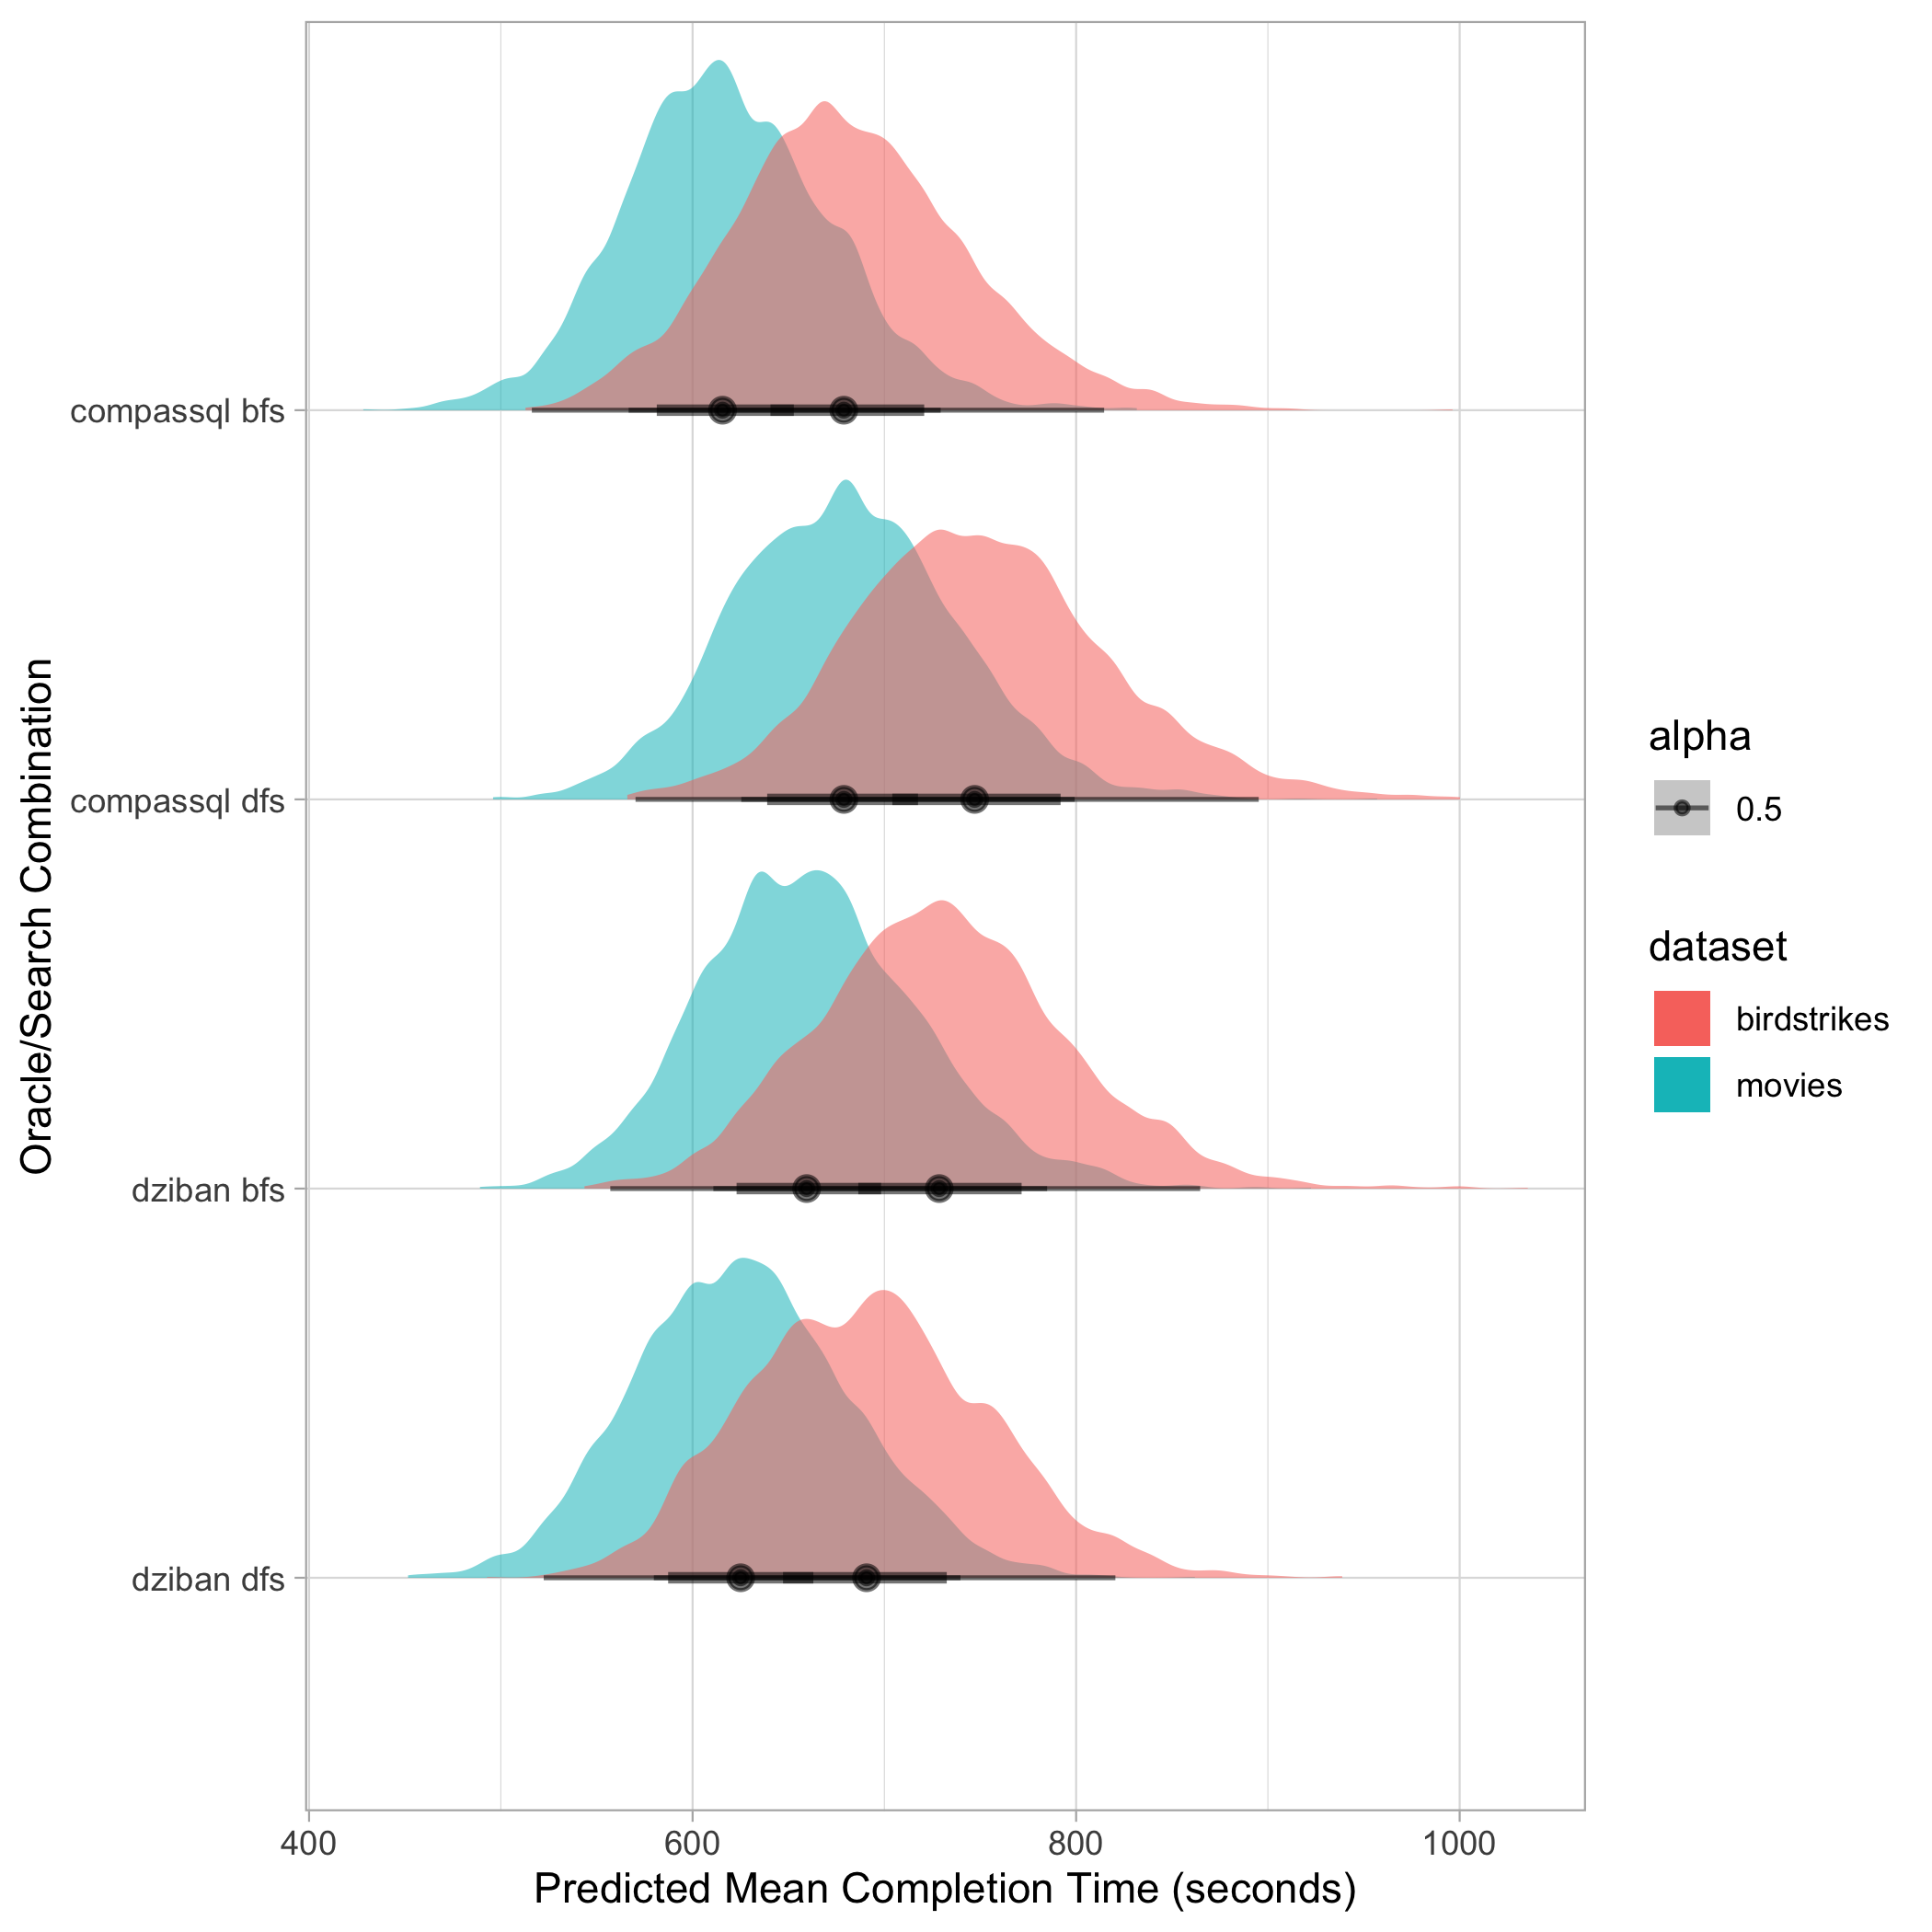 Oracle/Search Combination
compassql bfs
compassql dfs
dziban bfs
dziban dfs
400
600
800
1000
Predicted Mean Completion Time (seconds)
alpha
0.5
dataset
birdstrikes
movies